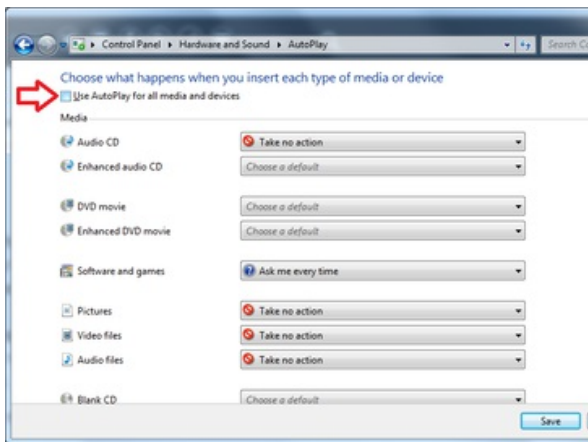 Control Panel ▸ Hardware and Sound ▸ AutoPlay Search Co
Choose what happens when you insert each type of media or device
Use AutoPlay for all media and devices
Media
Audio CD Take no action
Enhanced audio CD Choose a default
DVD movie Choose a default
Enhanced DVD movie Choose a default
Software and games Ask me every time
Pictures Take no action
Video files Take no action
Audio files Take no action
Blank CD Choose a default
Save